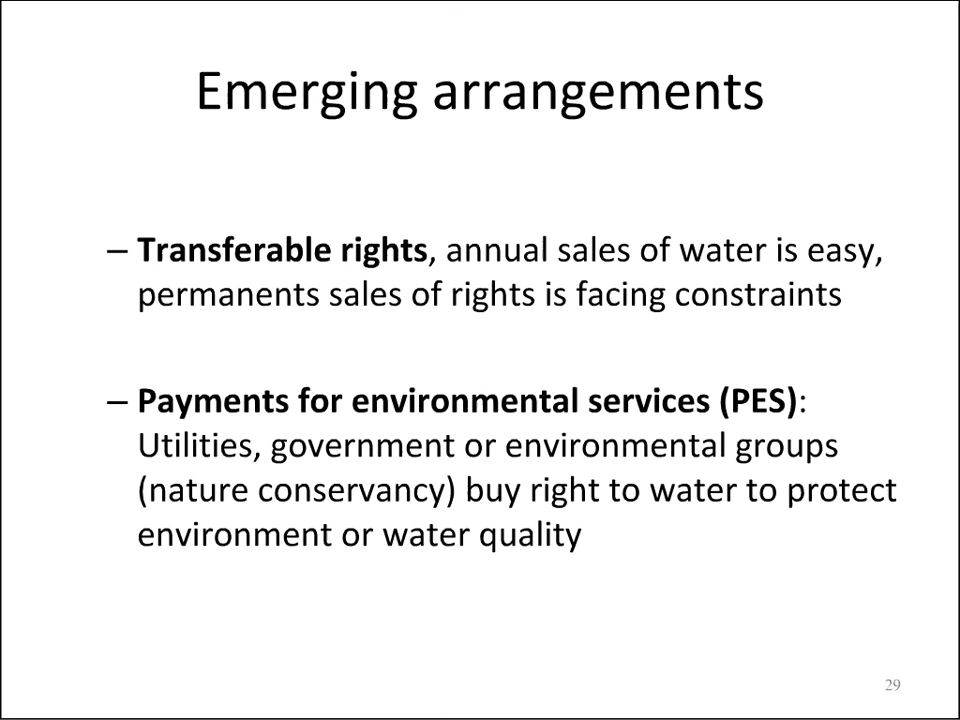 Emerging arrangements
– Transferable rights, annual sales of water is easy,
permanents sales of rights is facing constraints
– Payments for environmental services (PES):
Utilities, government or environmental groups
(nature conservancy) buy right to water to protect
environment or water quality
29